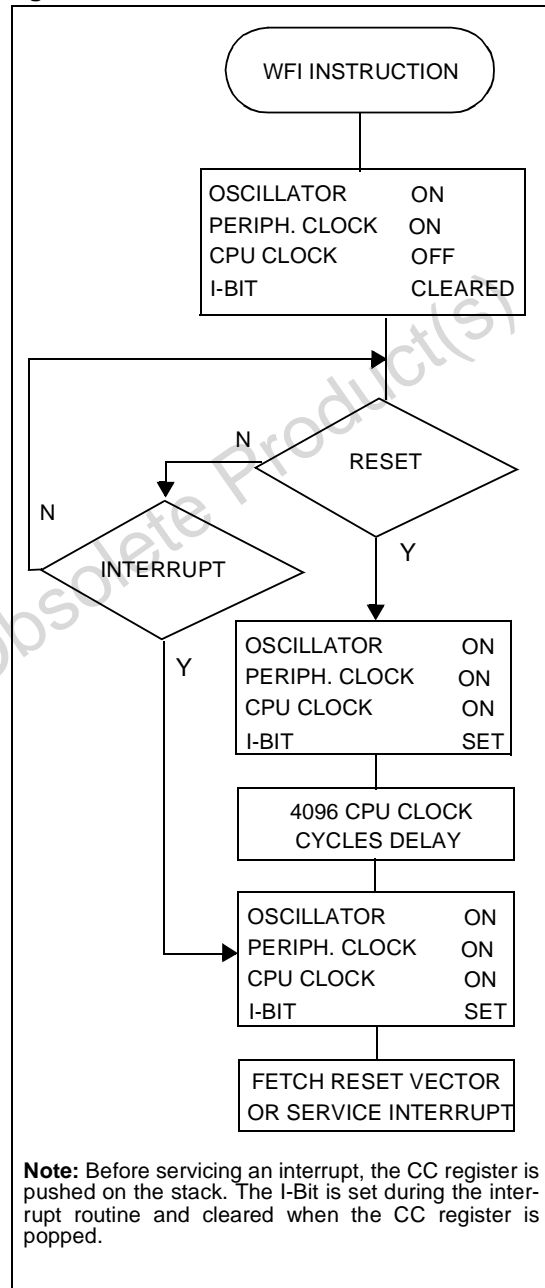 WFI INSTRUCTION
OSCILLATOR ON
PERIPH. CLOCK ON
CPU CLOCK OFF
I-BIT CLEARED
N
RESET
N
INTERRUPT
Y
Y
OSCILLATOR ON
PERIPH. CLOCK ON
CPU CLOCK ON
I-BIT SET
4096 CPU CLOCK
CYCLES DELAY
OSCILLATOR ON
PERIPH. CLOCK ON
CPU CLOCK ON
I-BIT SET
FETCH RESET VECTOR
OR SERVICE INTERRUPT
Note: Before servicing an interrupt, the CC register is
pushed on the stack. The I-Bit is set during the inter-
rupt routine and cleared when the CC register is
popped.
Obsolete Product(s)